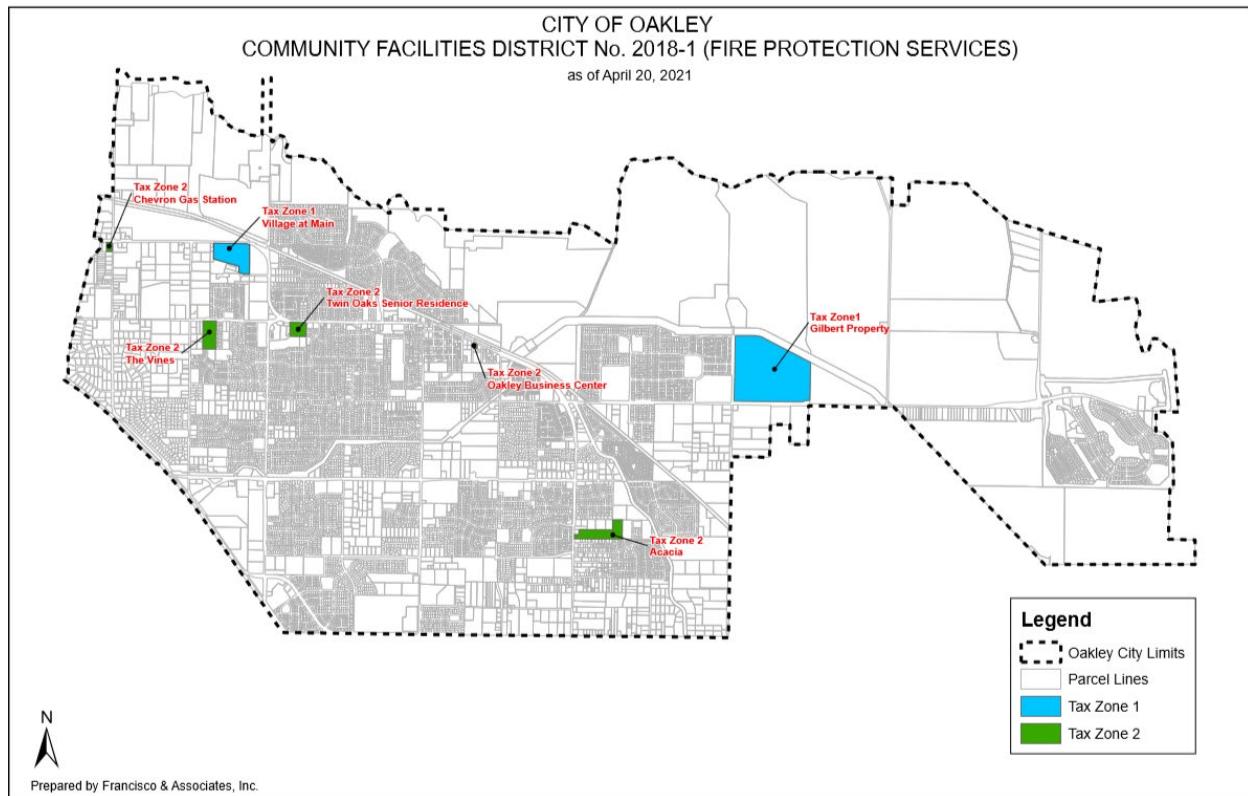 CITY OF OAKLEY
COMMUNITY FACILITIES DISTRICT No. 2018-1 (FIRE PROTECTION SERVICES)
as of April 20, 2021
Tax Zone 2
Chevron Gas Station
Tax Zone 1
Village at Main
Tax Zone 2
Twin Oaks Senior Residence
Tax Zone1
Gilbert Property
Tax Zone 2
The Vines
Tax Zone 2
Oakley Business Center
Tax Zone 2
Acacia
Legend
Oakley City Limits
Parcel Lines
Tax Zone 1
Tax Zone 2
N
Prepared by Francisco & Associates, Inc.